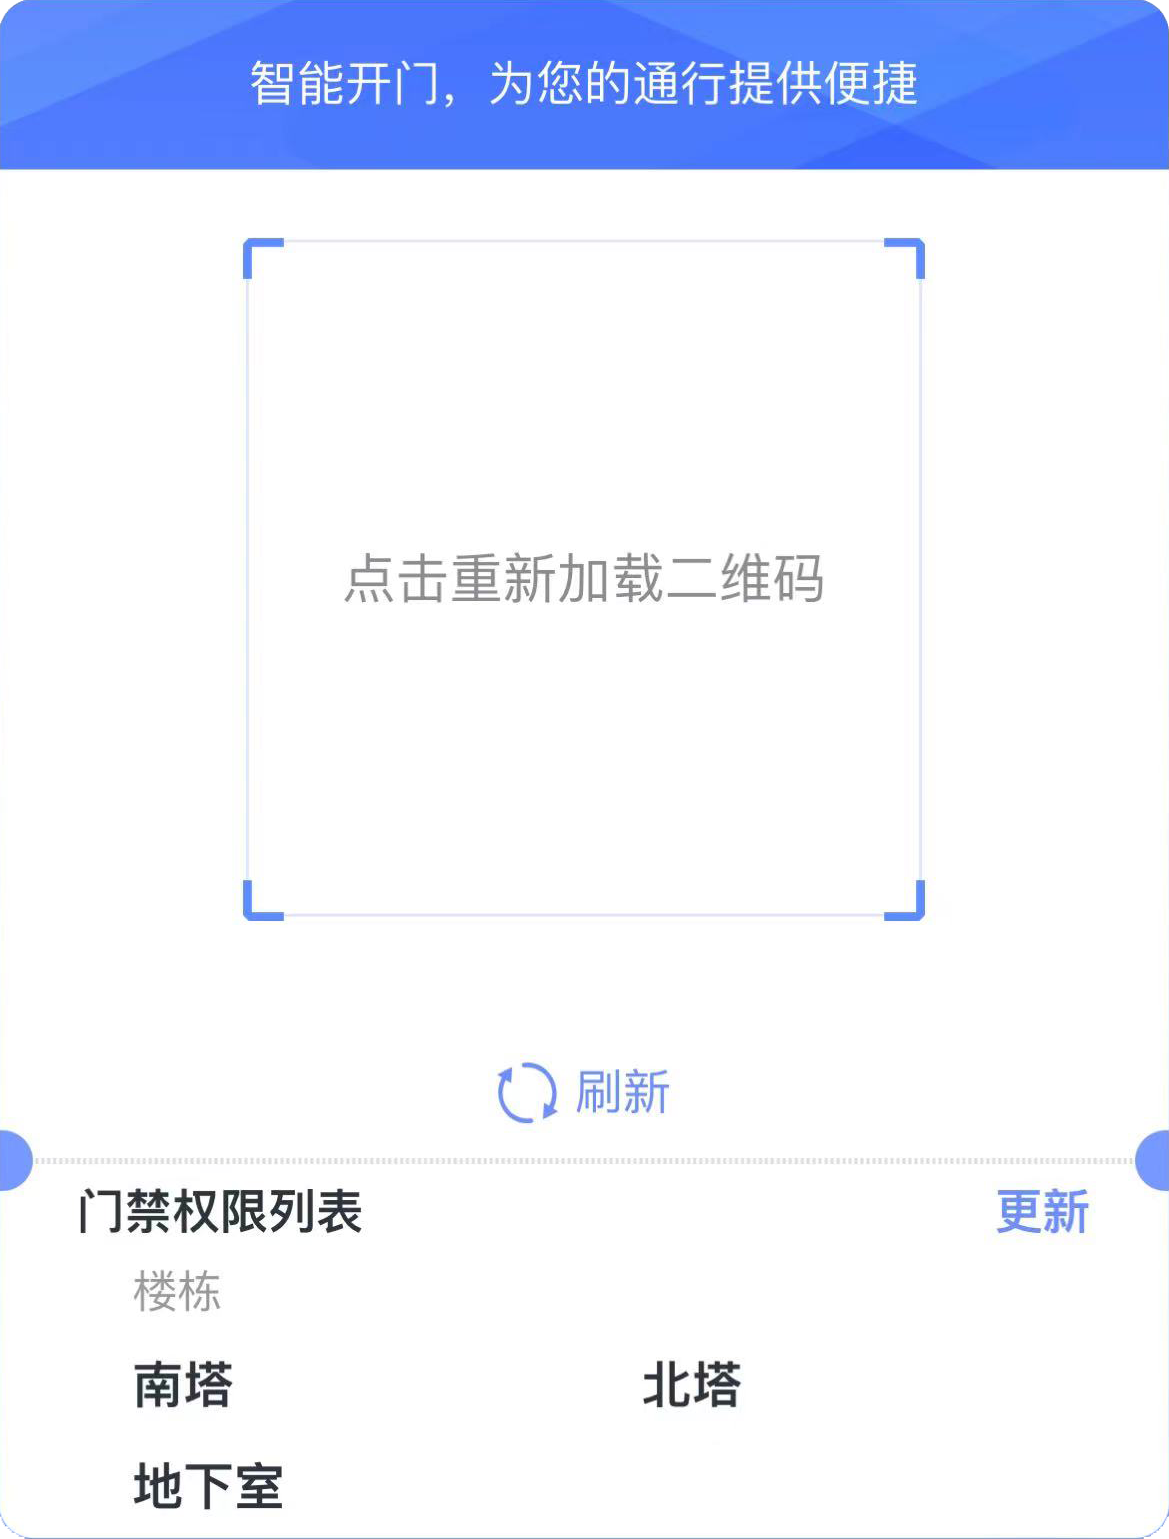 智能开门，为您的通行提供便捷
点击重新加载二维码
刷新
门禁权限列表 更新
楼栋
南塔 北塔
地下室